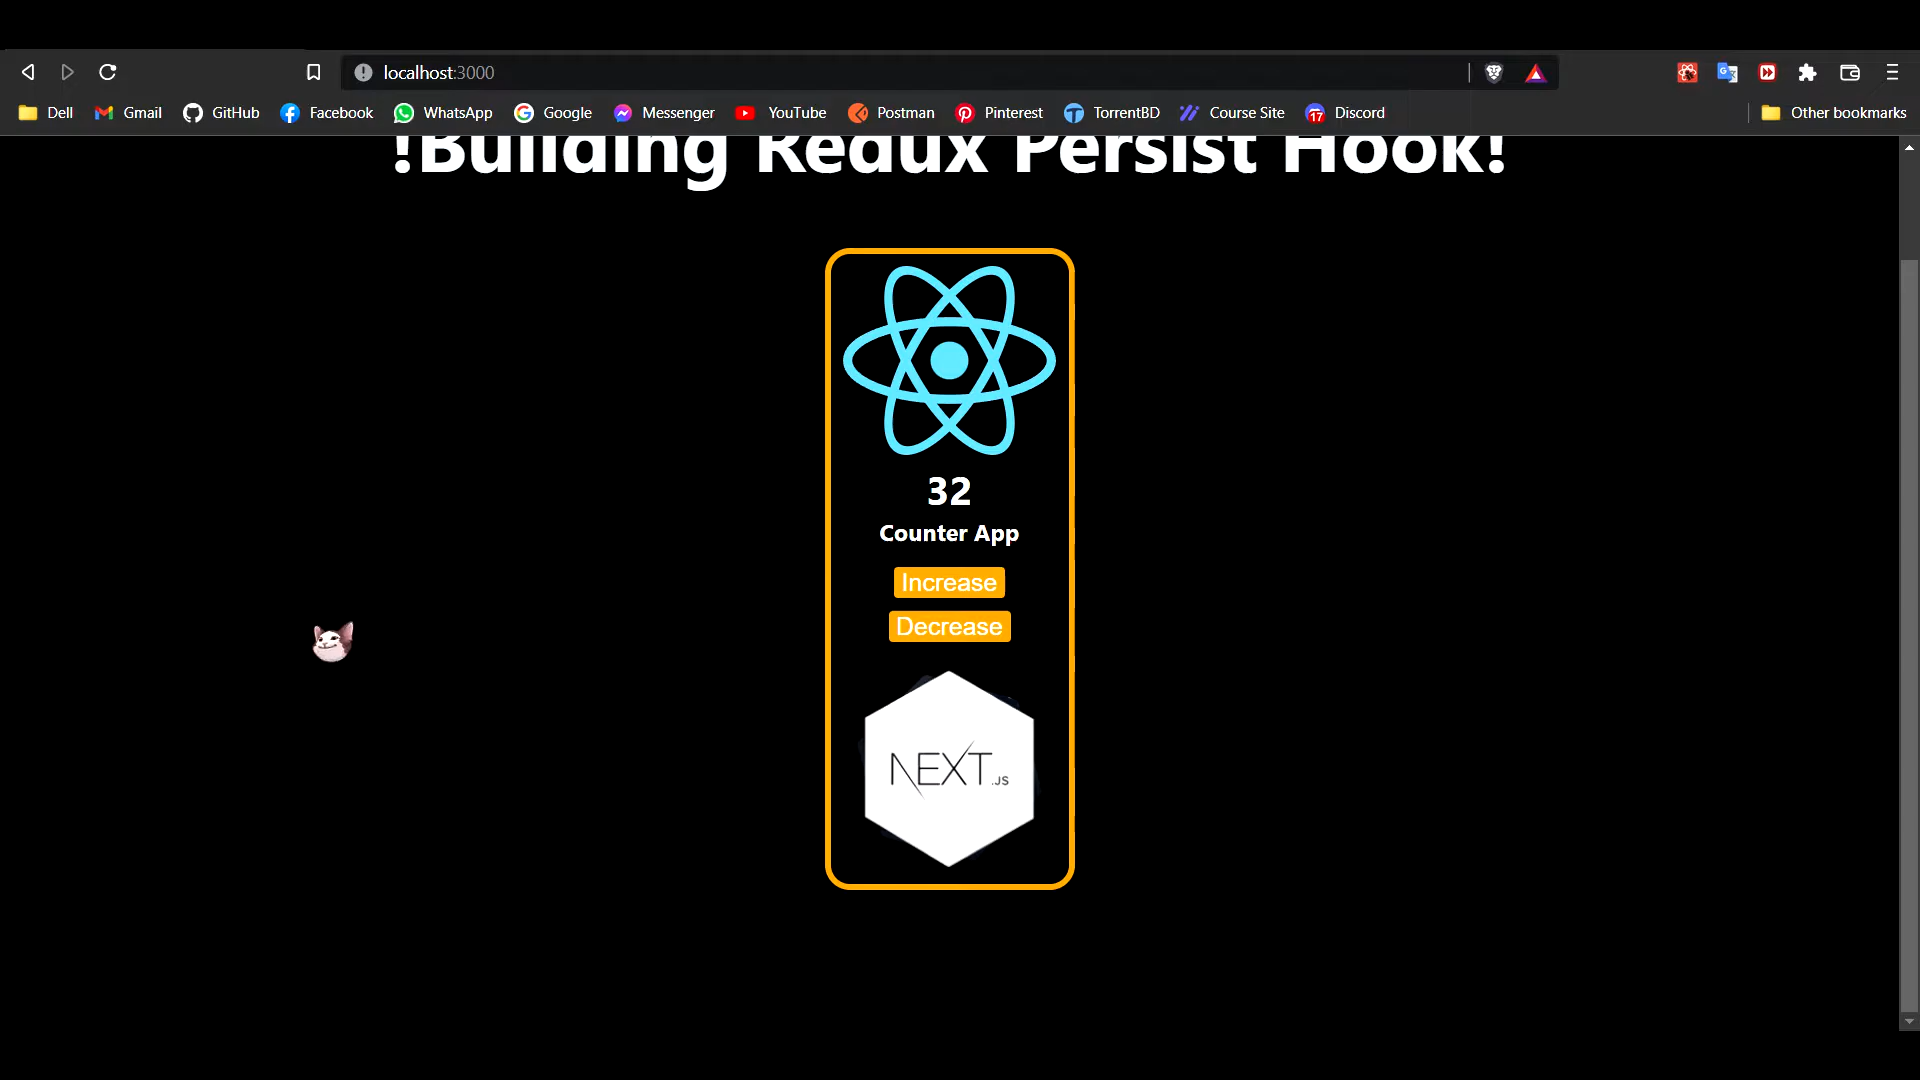 localhost:3000
Dell Gmail GitHub Facebook WhatsApp Google Messenger YouTube Postman Pinterest TorrentBD Course Site 17 Discord Other bookmarks
!Building Redux Persist Hook!
32
Counter App
Increase
Decrease
NEXT.JS